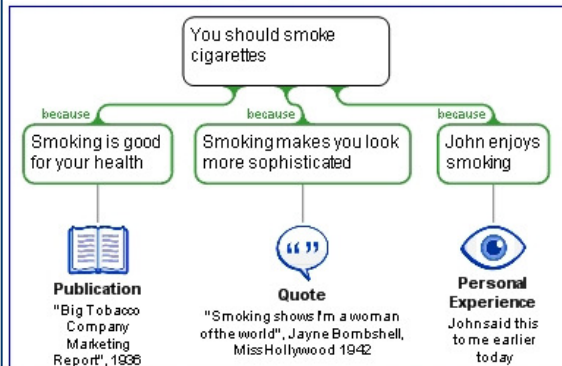 You should smoke
cigarettes
because
because
because
Smoking is good
for your health
Smoking makes you look
more sophisticated
John enjoys
smoking
Publication
"Big Tobacco
Company
Marketing
Report", 1936
Quote
"Smoking shows I'm a woman
of the world", Jayne Bombshell,
Miss Hollywood 1942
Personal
Experience
John said this
to me earlier
today